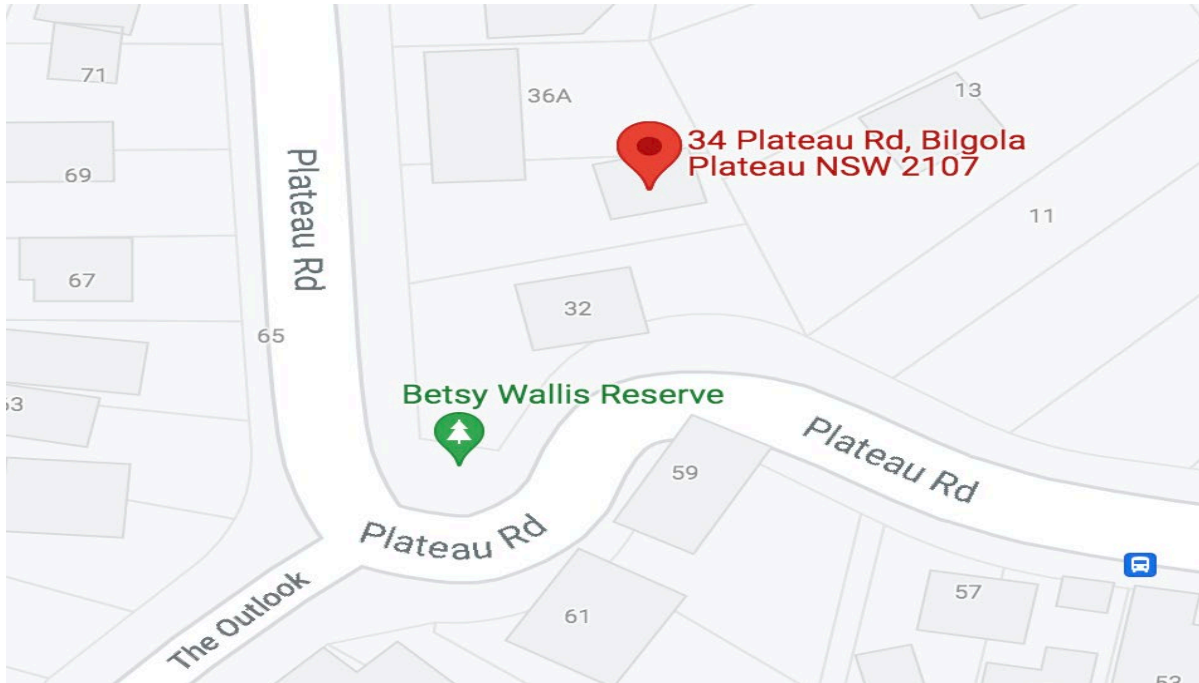 71
36A
13
34 Plateau Rd, Bilgola
Plateau NSW 2107
69
Plateau Rd
11
67
32
65
Betsy Wallis Reserve
Plateau Rd
59
Plateau Rd
57
The Outlook
61